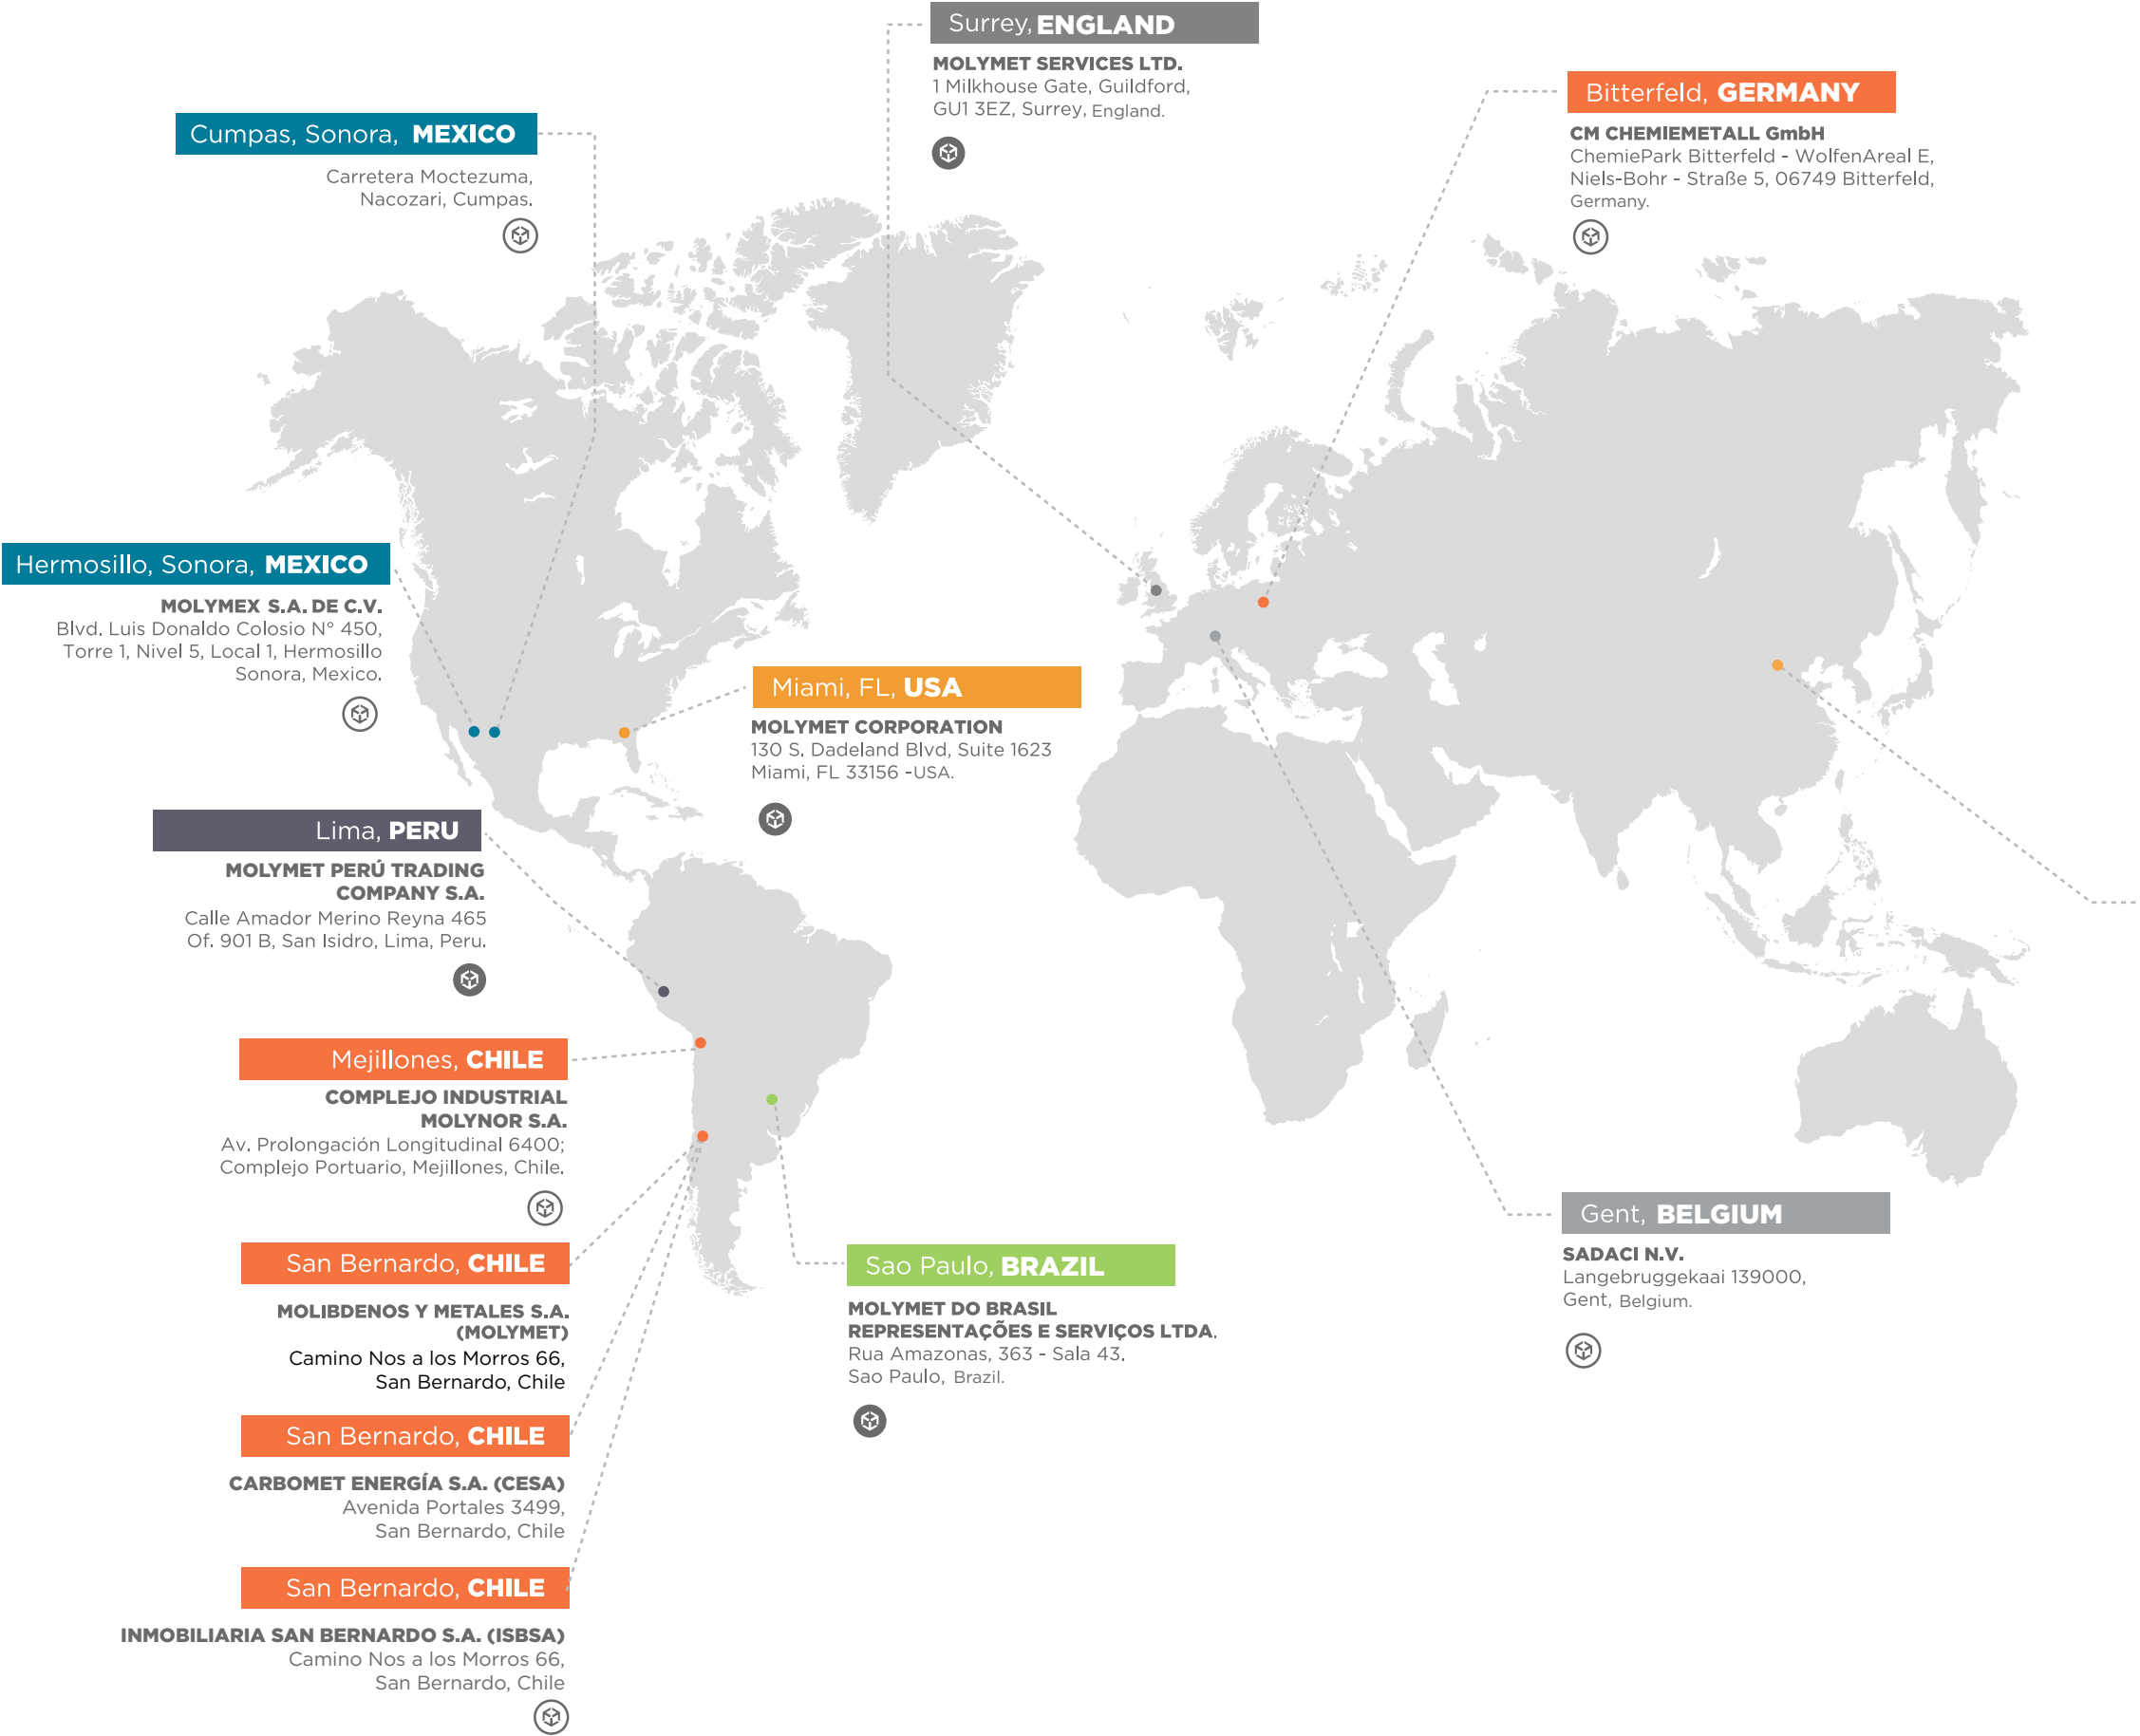 Surrey, ENGLAND
MOLYMET SERVICES LTD.
1 Milkhouse Gate, Guildford,
GU1 3EZ, Surrey, England.
Bitterfeld, GERMANY
CM CHEMIEMETALL GmbH
ChemiePark Bitterfeld - WolfenAreal E,
Niels-Bohr - Straße 5, 06749 Bitterfeld,
Germany.
Cumpas, Sonora, MEXICO
Carretera Moctezuma,
Nacozari, Cumpas.
Hermosillo, Sonora, MEXICO
MOLYMEX S.A. DE C.V.
Blvd. Luis Donaldo Colosio N° 450,
Torre 1, Nivel 5, Local 1, Hermosillo
Sonora, Mexico.
Miami, FL, USA
MOLYMET CORPORATION
130 S. Dadeland Blvd, Suite 1623
Miami, FL 33156 -USA.
Lima, PERU
MOLYMET PERÚ TRADING
COMPANY S.A.
Calle Amador Merino Reyna 465
Of. 901 B, San Isidro, Lima, Peru.
Mejillones, CHILE
COMPLEJO INDUSTRIAL
MOLYNOR S.A.
Av. Prolongación Longitudinal 6400;
Complejo Portuario, Mejillones, Chile.
San Bernardo, CHILE
MOLIBDENOS Y METALES S.A.
(MOLYMET)
Camino Nos a los Morros 66,
San Bernardo, Chile
San Bernardo, CHILE
CARBOMET ENERGÍA S.A. (CESA)
Avenida Portales 3499,
San Bernardo, Chile
San Bernardo, CHILE
INMOBILIARIA SAN BERNARDO S.A. (ISBSA)
Camino Nos a los Morros 66,
San Bernardo, Chile
Sao Paulo, BRAZIL
MOLYMET DO BRASIL
REPRESENTAÇÕES E SERVIÇOS LTDA.
Rua Amazonas, 363 - Sala 43.
Sao Paulo, Brazil.
Gent, BELGIUM
SADACI N.V.
Langebruggekaai 139000,
Gent, Belgium.